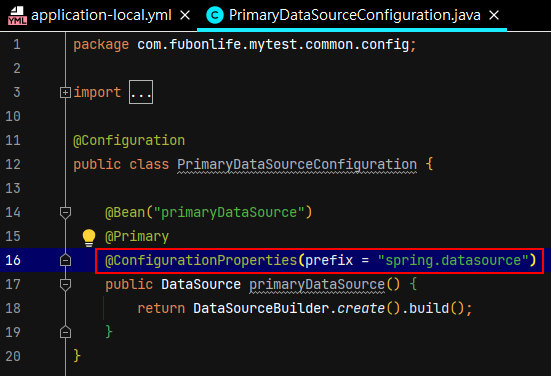 YML application-local.yml × C PrimaryDataSourceConfiguration.java ×
1 package com.fubonlife.mytest.common.config;
2
3 import ...
10
11 @Configuration
12 public class PrimaryDataSourceConfiguration {
13
14 @Bean("primaryDataSource")
15 @Primary
16 @ConfigurationProperties(prefix = "spring.datasource")
17 public DataSource primaryDataSource() {
18 return DataSourceBuilder.create().build();
19 }
20 }